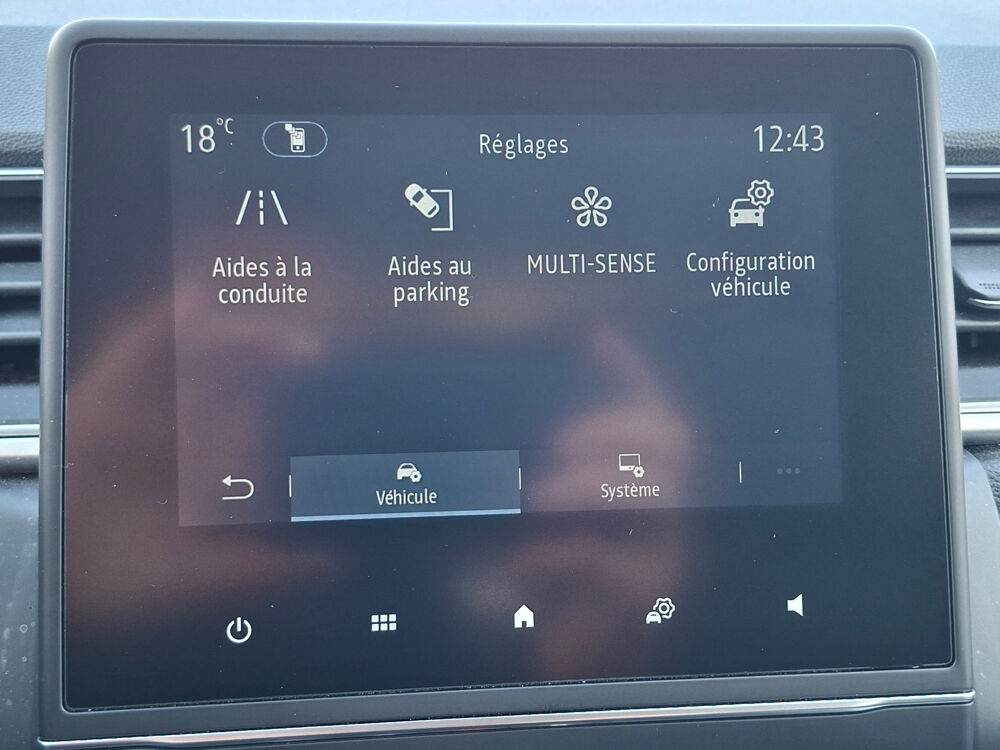 18°C
Réglages
12:43
Aides à la
conduite
Aides au
parking
MULTI-SENSE
Configuration
véhicule
Véhicule
Système